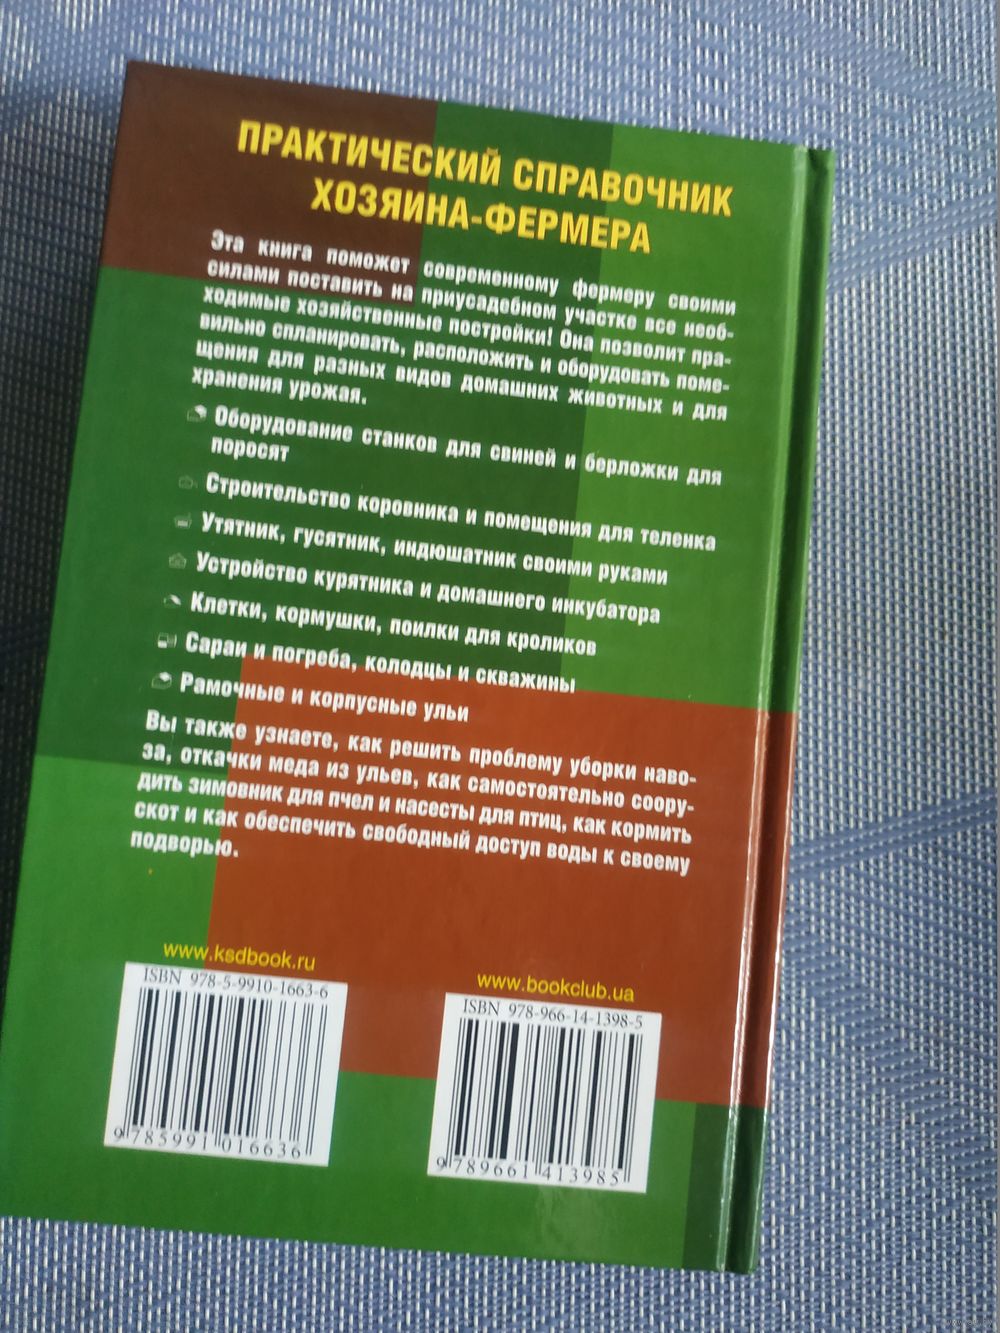 ПРАКТИЧЕСКИЙ СПРАВОЧНИК
ХОЗЯИНА-ФЕРМЕРА
Эта книга поможет современному фермеру своими
силами поставить на приусадебном участке все необ-
ходимые хозяйственные постройки! Она позволит пра-
вильно спланировать, расположить и оборудовать поме-
щения для разных видов домашних животных и для
хранения урожая.
Оборудование станков для свиней и берложки для
поросят
Строительство коровника и помещения для теленка
Утятник, гусятник, индюшатник своими руками
Устройство курятника и домашнего инкубатора
Клетки, кормушки, поилки для кроликов
Сараи и погреба, колодцы и скважины
Рамочные и корпусные ульи
Вы также узнаете, как решить проблему уборки наво-
за, откачки меда из ульев, как самостоятельно соору-
дить зимовник для пчел и насесты для птиц, как кормить
скот и как обеспечить свободный доступ воды к своему
подворью.
www.ksdbook.ru
ISBN 978-5-9910-1663-6
9 785991 016636
www.bookclub.ua
ISBN 978-966-14-1398-5
9 789661 413985